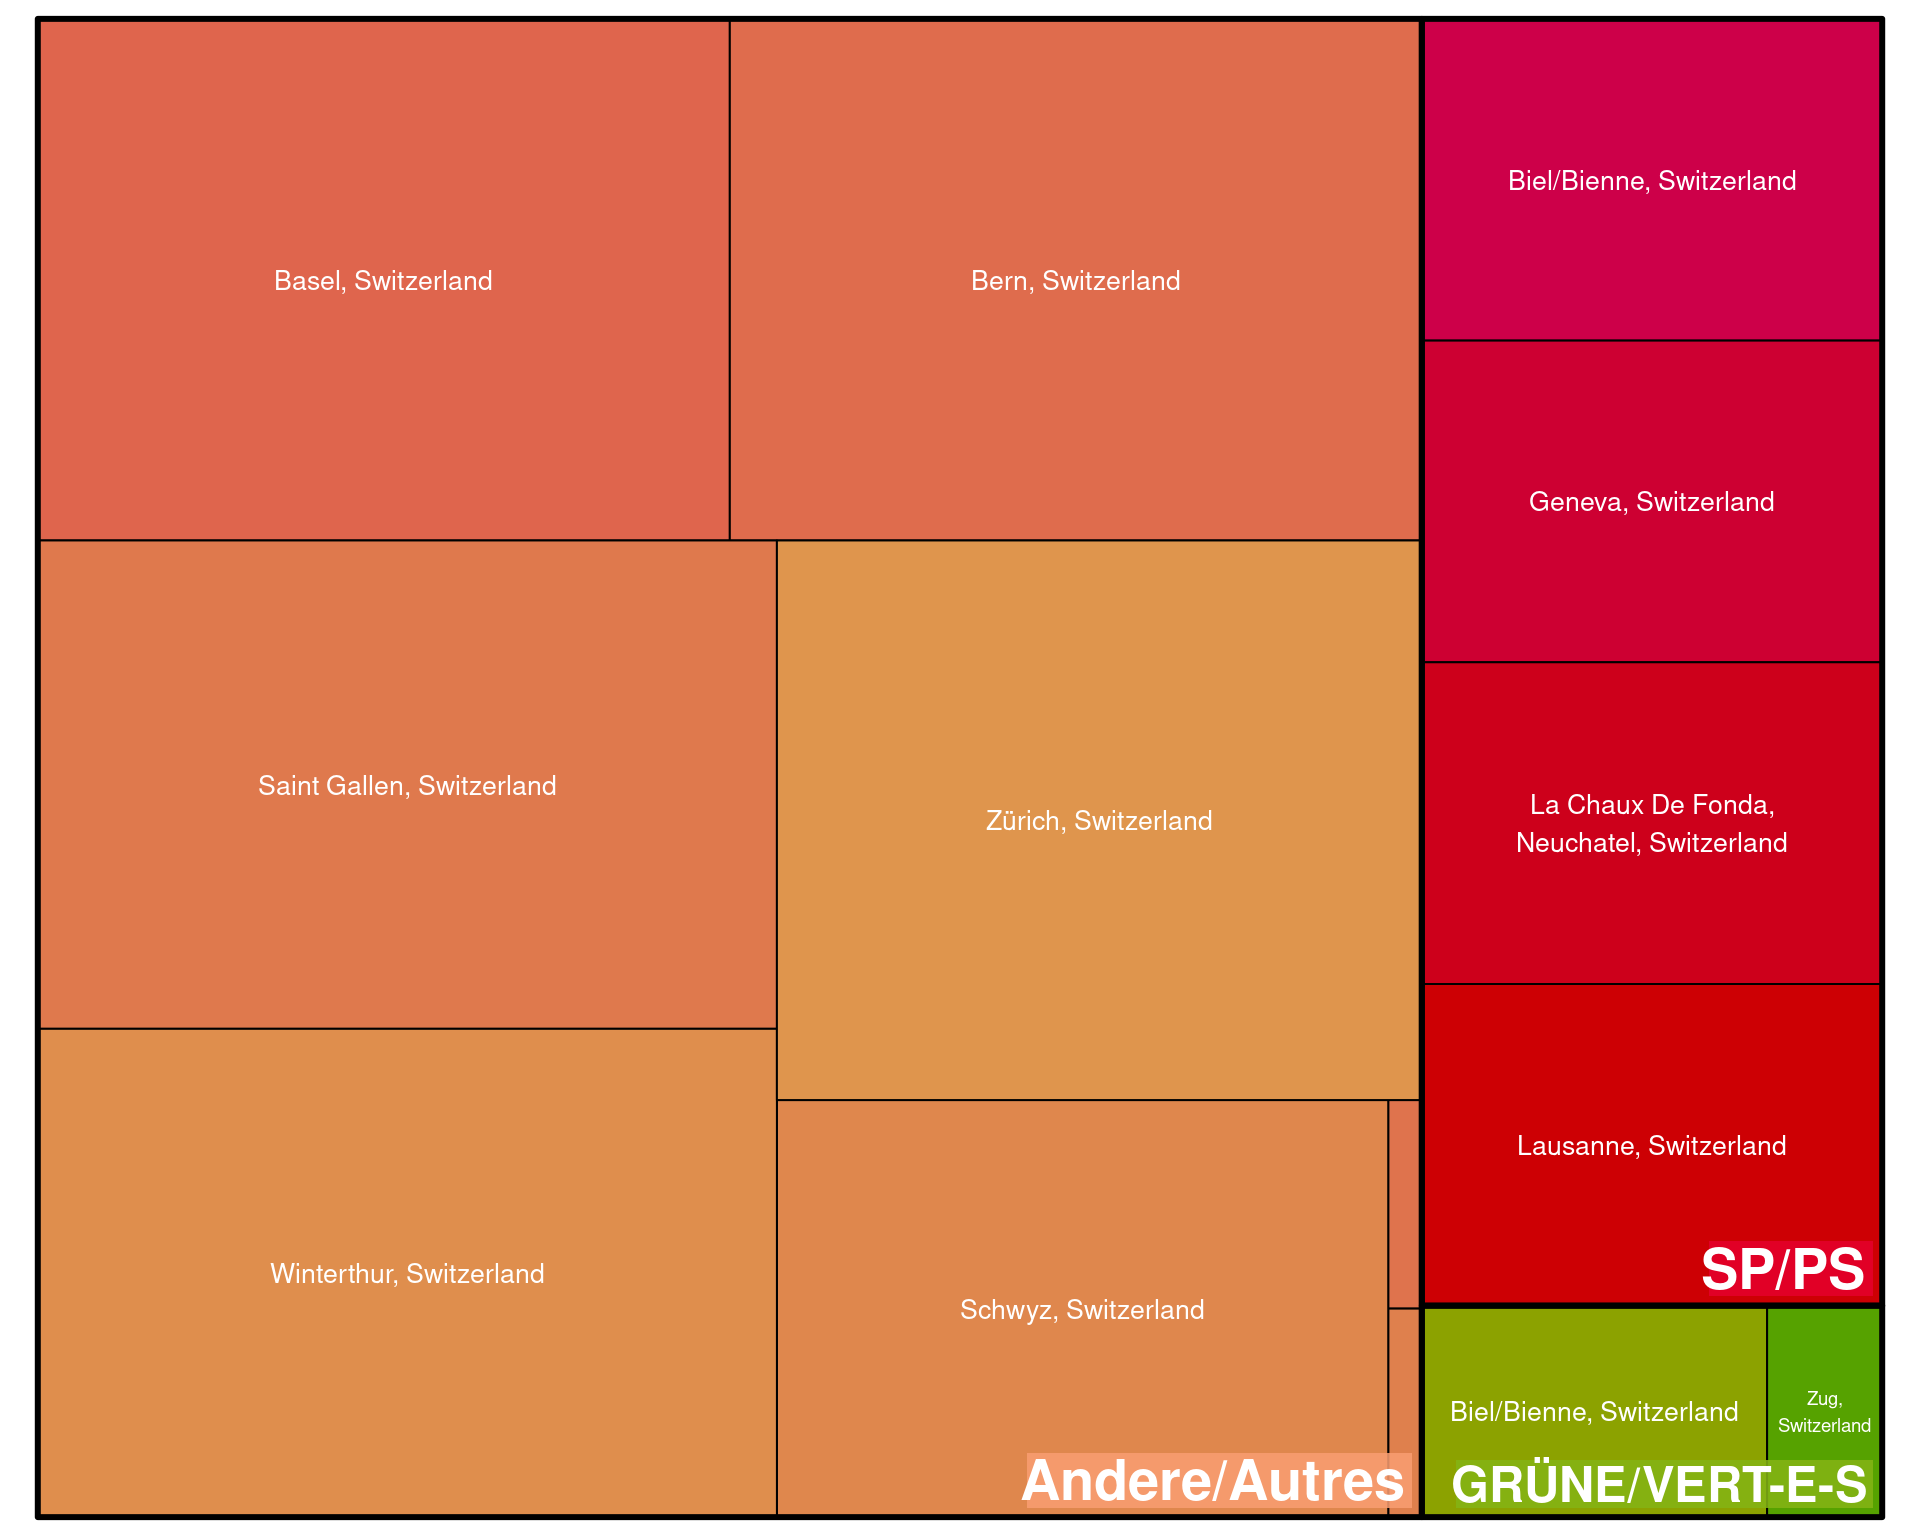 Basel, Switzerland
Bern, Switzerland
Saint Gallen, Switzerland
Zürich, Switzerland
Winterthur, Switzerland
Schwyz, Switzerland
Andere/Autres
Biel/Bienne, Switzerland
Geneva, Switzerland
La Chaux De Fonda,
Neuchatel, Switzerland
Lausanne, Switzerland
SP/PS
Biel/Bienne, Switzerland
Zug,
Switzerland
GRÜNE/VERT-E-S